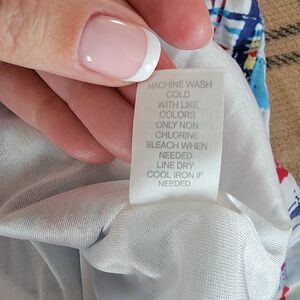 MACHINE WASH
COLD
WITH LIKE
COLORS
ONLY NON
CHLORINE
BLEACH WHEN
NEEDED
LINE DRY
COOL IRON IF
NEEDED